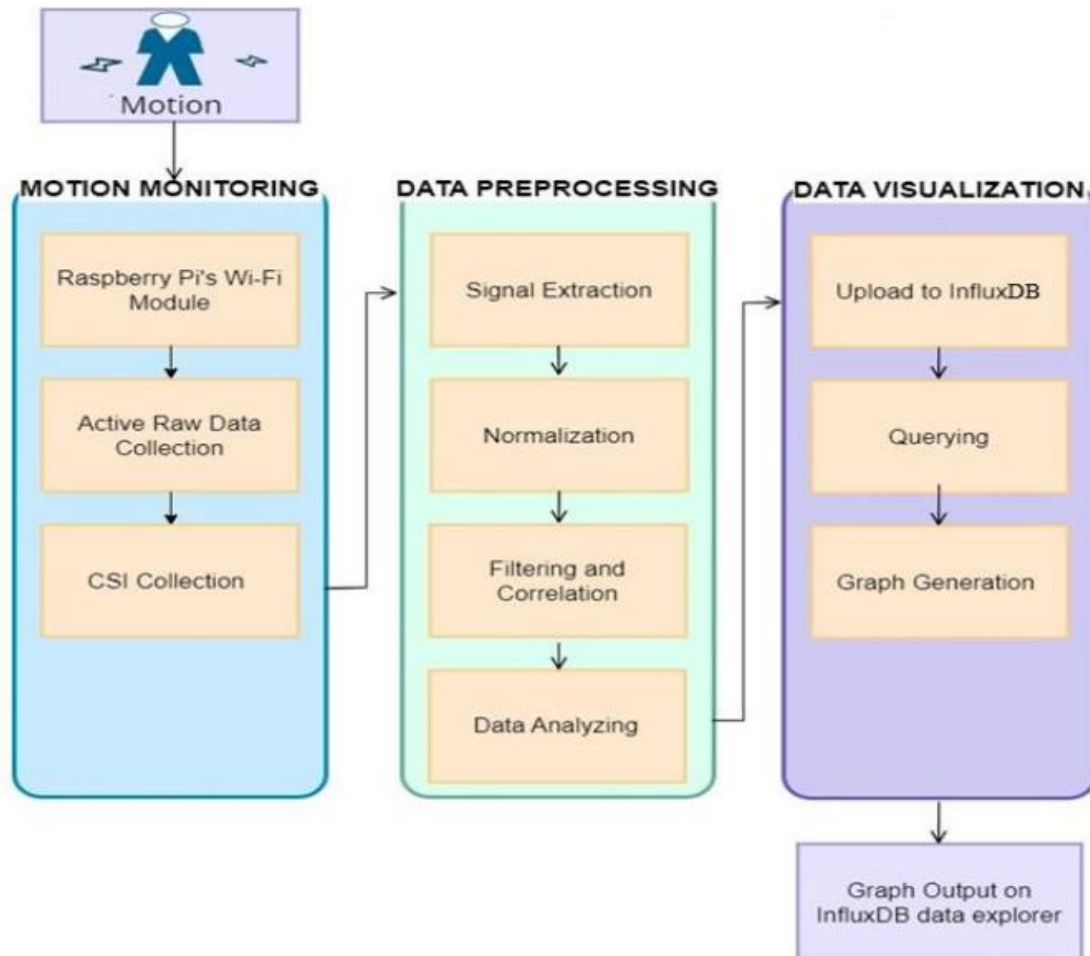 Motion
MOTION MONITORING
Raspberry Pi's Wi-Fi
Module
Active Raw Data
Collection
CSI Collection
DATA PREPROCESSING
Signal Extraction
Normalization
Filtering and
Correlation
Data Analyzing
DATA VISUALIZATION
Upload to InfluxDB
Querying
Graph Generation
Graph Output on
InfluxDB data explorer